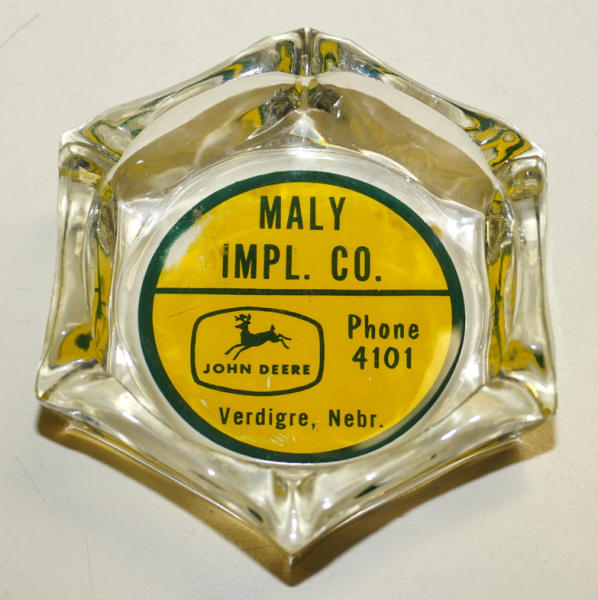 MALY
IMPL. CO.
JOHN DEERE
Phone
4101
Verdigre, Nebr.